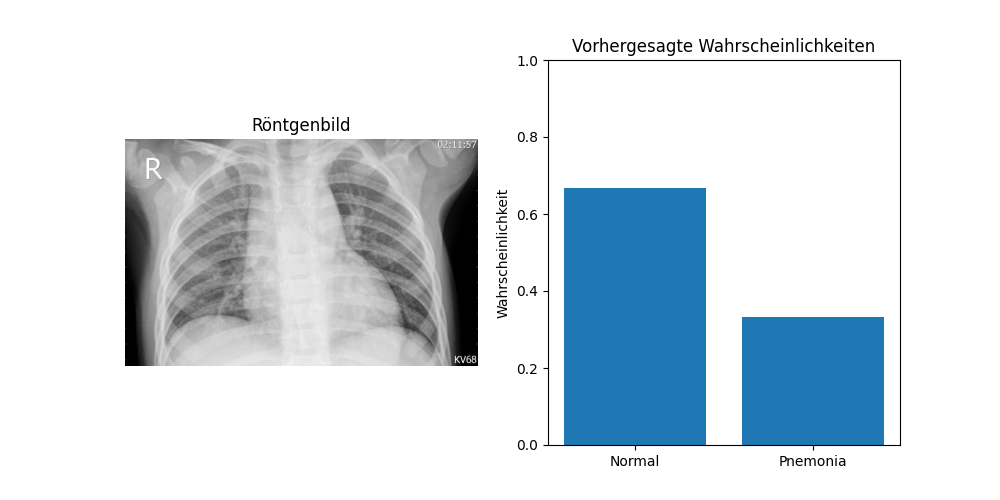 Röntgenbild
R
02:11:57
KV68
Vorhergesagte Wahrscheinlichkeiten
Wahrscheinlichkeit
1.0
0.8
0.6
0.4
0.2
0.0
Normal
Pnemonia